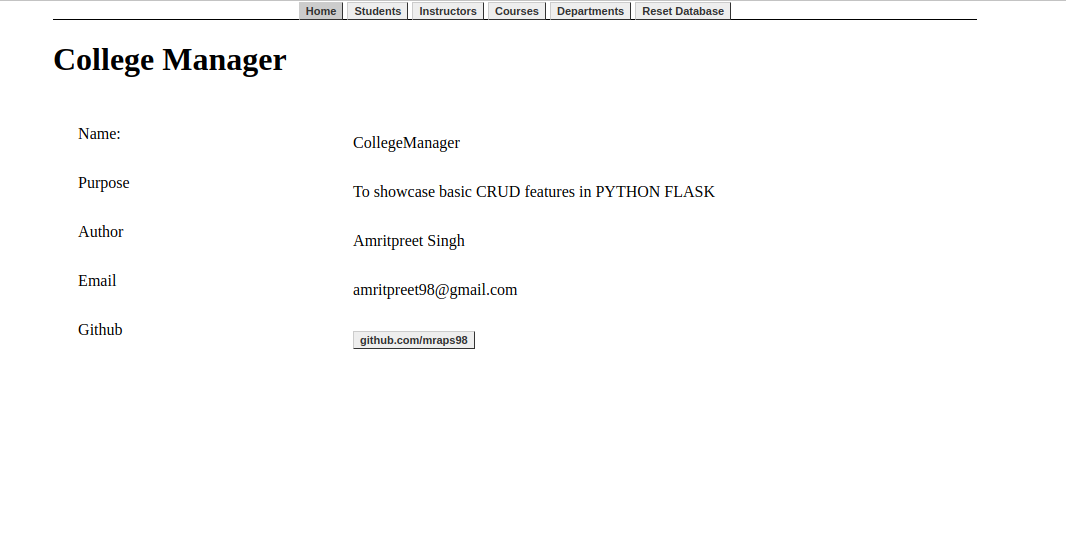 Home Students Instructors Courses Departments Reset Database
College Manager
Name: CollegeManager
Purpose To showcase basic CRUD features in PYTHON FLASK
Author Amritpreet Singh
Email amritpreet98@gmail.com
Github github.com/mraps98